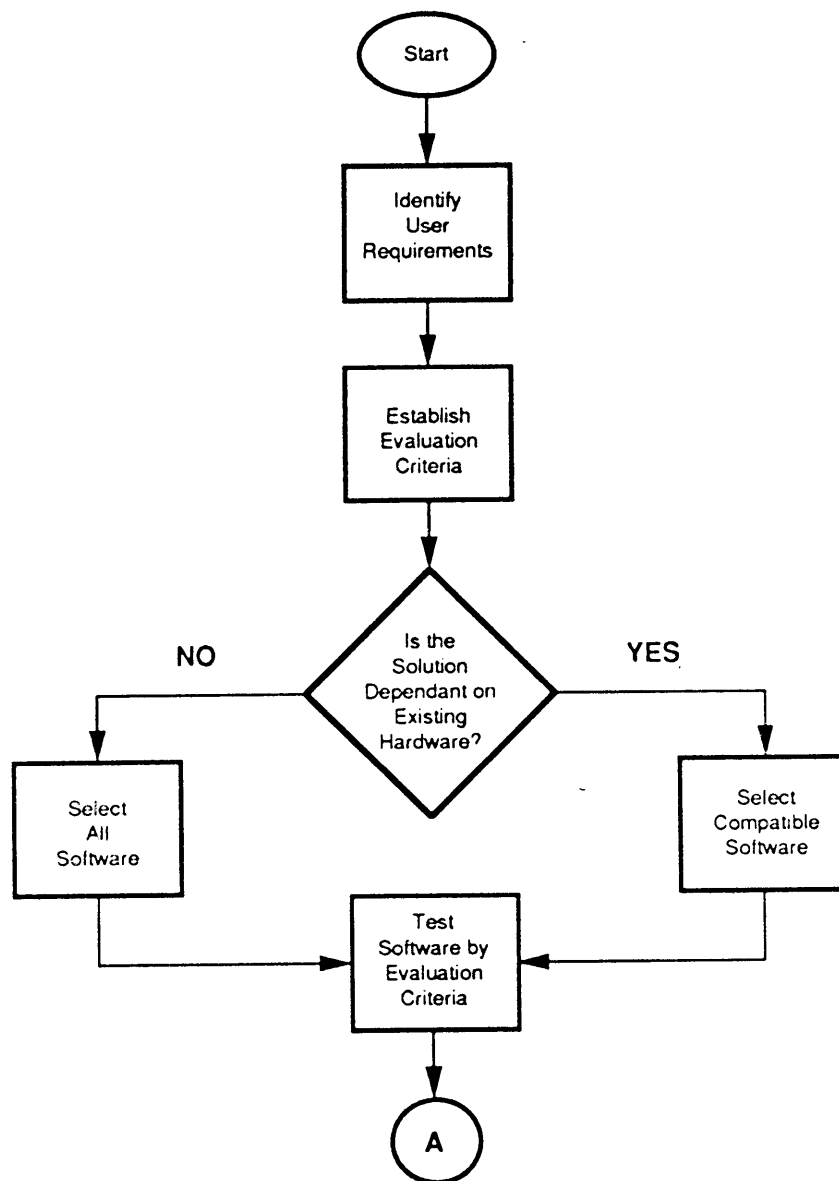 Start
Identify
User
Requirements
Establish
Evaluation
Criteria
Is the
Solution
Dependant on
Existing
Hardware?
NO
YES
Select
All
Software
Select
Compatible
Software
Test
Software by
Evaluation
Criteria
A